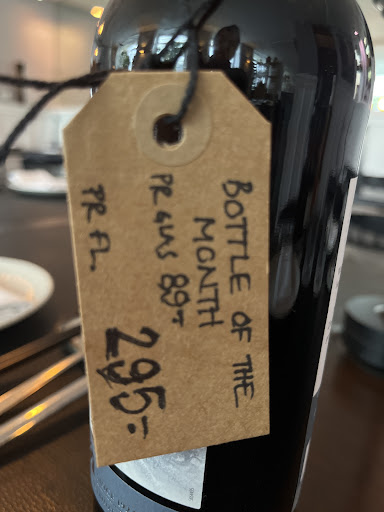 BOTTLE OF THE
MONTH
PR GLAS 89:-
PR FL. 295:-